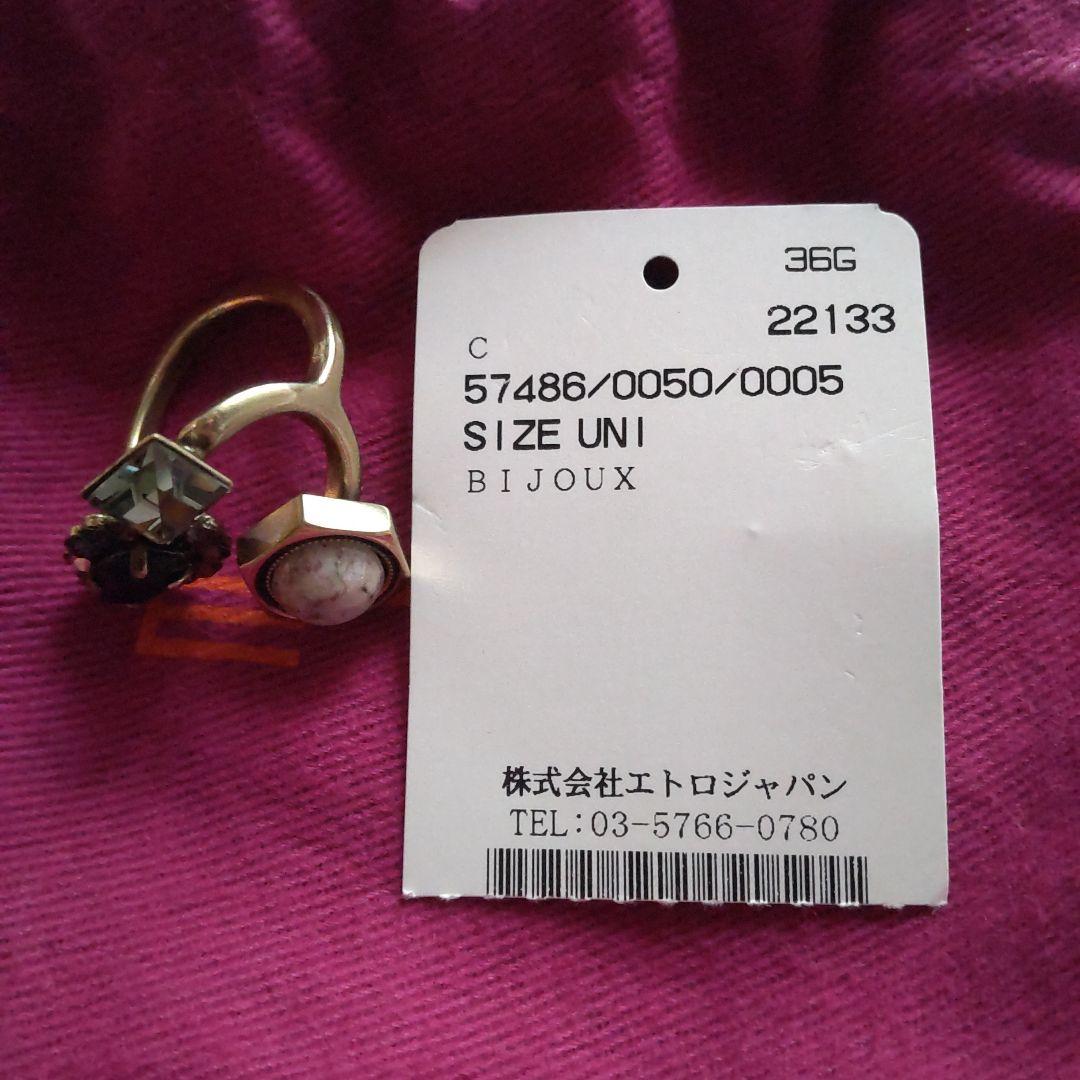 36G
22133
C
57486/0050/0005
SIZE UNI
BIJOUX
株式会社エトロジャパン
TEL:03-5766-0780